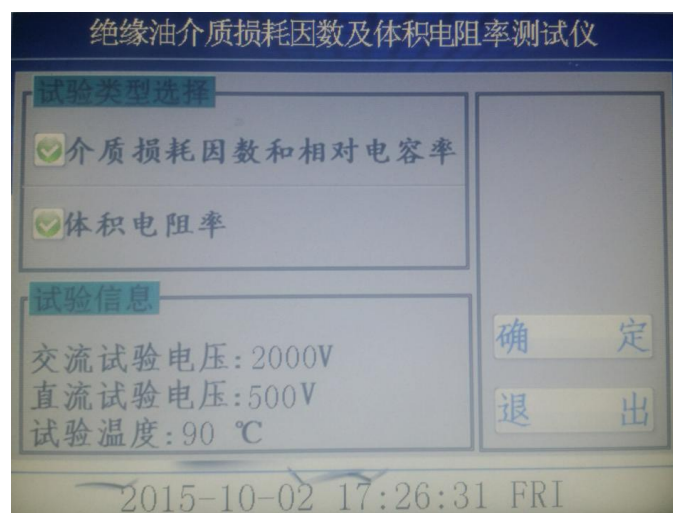 绝缘油介质损耗因数及体积电阻率测试仪
试验类型选择
介质损耗因数和相对电容率
体积电阻率
试验信息
交流试验电压:2000V
直流试验电压:500V
试验温度:90 ℃
确 定
退 出
2015-10-02 17:26:31 FRI